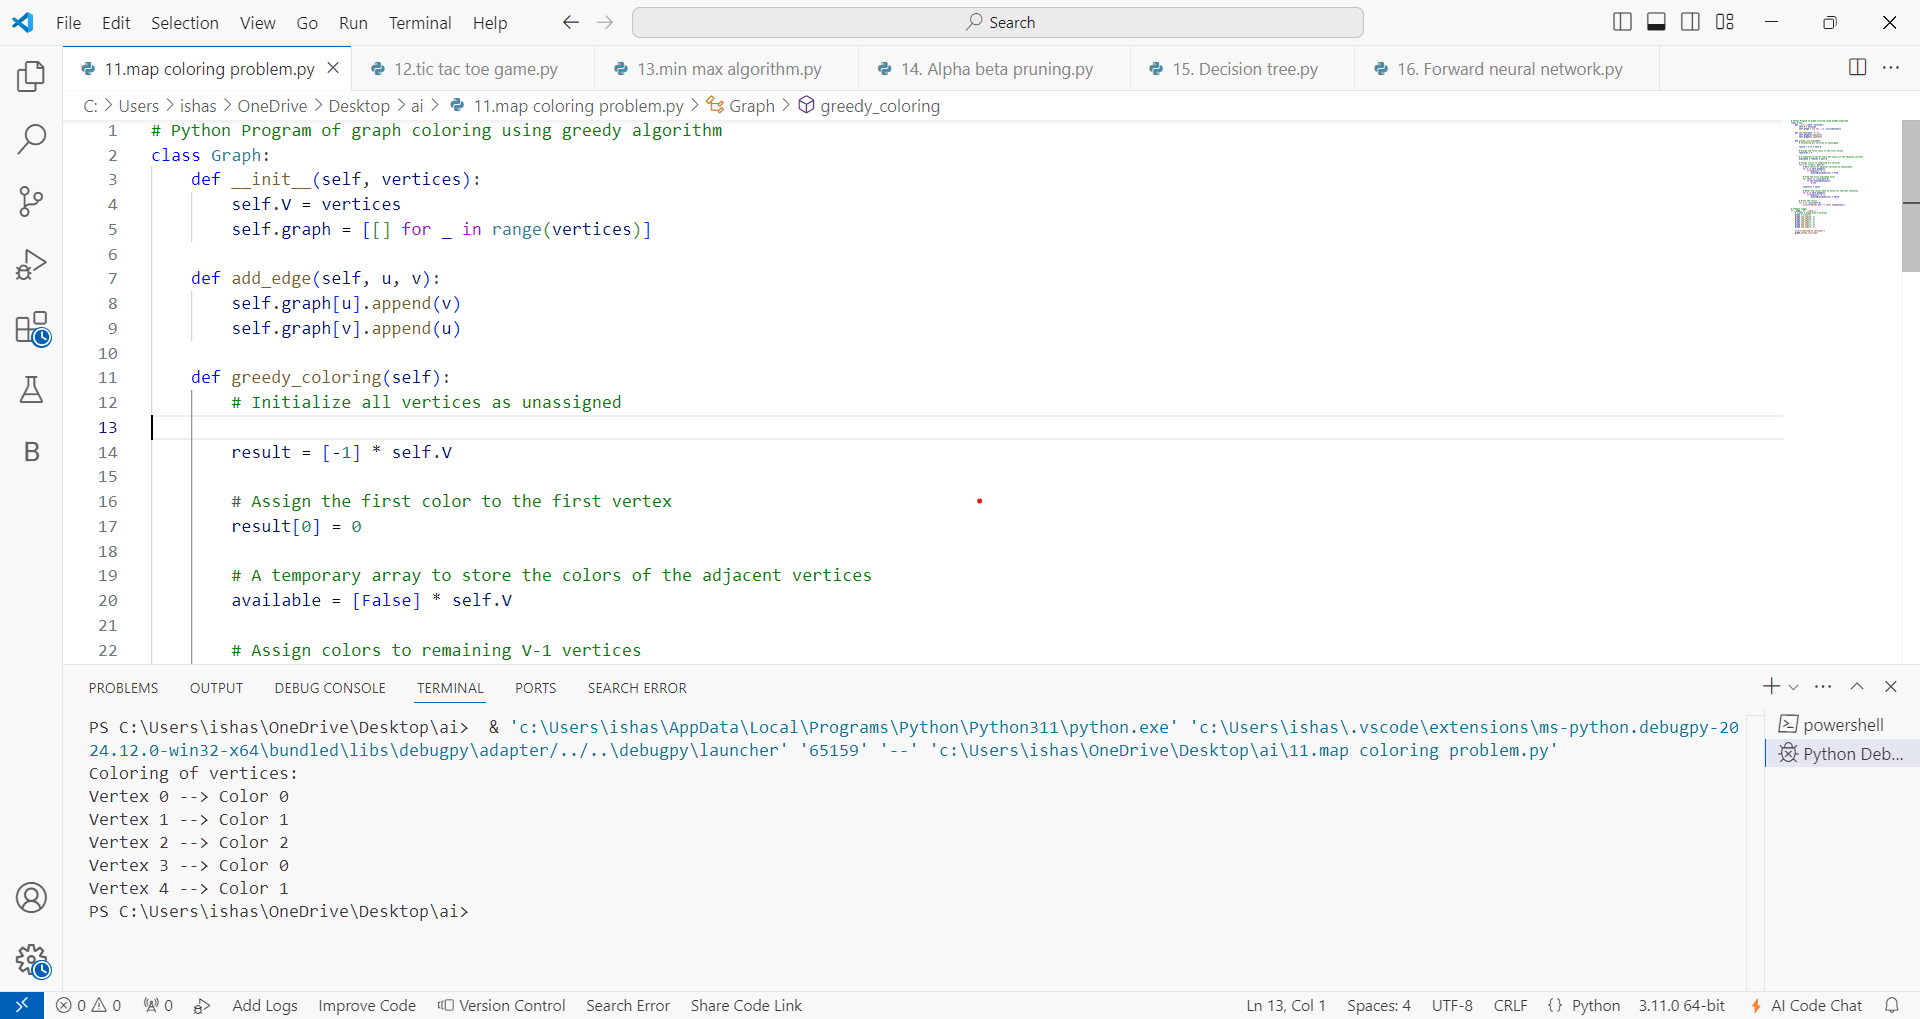 File Edit Selection View Go Run Terminal Help Search
11.map coloring problem.py 12.tic tac toe game.py 13.min max algorithm.py 14. Alpha beta pruning.py 15. Decision tree.py 16. Forward neural network.py
C: > Users > ishas > OneDrive > Desktop > ai > 11.map coloring problem.py > Graph > greedy_coloring
1 # Python Program of graph coloring using greedy algorithm
2 class Graph:
3 def __init__(self, vertices):
4 self.V = vertices
5 self.graph = [[] for _ in range(vertices)]
6
7 def add_edge(self, u, v):
8 self.graph[u].append(v)
9 self.graph[v].append(u)
10
11 def greedy_coloring(self):
12 # Initialize all vertices as unassigned
13
14 result = [-1] * self.V
15
16 # Assign the first color to the first vertex
17 result[0] = 0
18
19 # A temporary array to store the colors of the adjacent vertices
20 available = [False] * self.V
21
22 # Assign colors to remaining V-1 vertices
PROBLEMS OUTPUT DEBUG CONSOLE TERMINAL PORTS SEARCH ERROR
PS C:\Users\ishas\OneDrive\Desktop\ai> & 'c:\Users\ishas\AppData\Local\Programs\Python\Python311\python.exe' 'c:\Users\ishas\.vscode\extensions\ms-python.debugpy-20
24.12.0-win32-x64\bundled\libs\debugpy\adapter/../..\debugpy\launcher' '65159' '--' 'c:\Users\ishas\OneDrive\Desktop\ai\11.map coloring problem.py'
Coloring of vertices:
Vertex 0 --> Color 0
Vertex 1 --> Color 1
Vertex 2 --> Color 2
Vertex 3 --> Color 0
Vertex 4 --> Color 1
PS C:\Users\ishas\OneDrive\Desktop\ai>
powershell
Python Deb...
B
0 0 0 Add Logs Improve Code Version Control Search Error Share Code Link Ln 13, Col 1 Spaces: 4 UTF-8 CRLF {} Python 3.11.0 64-bit AI Code Chat